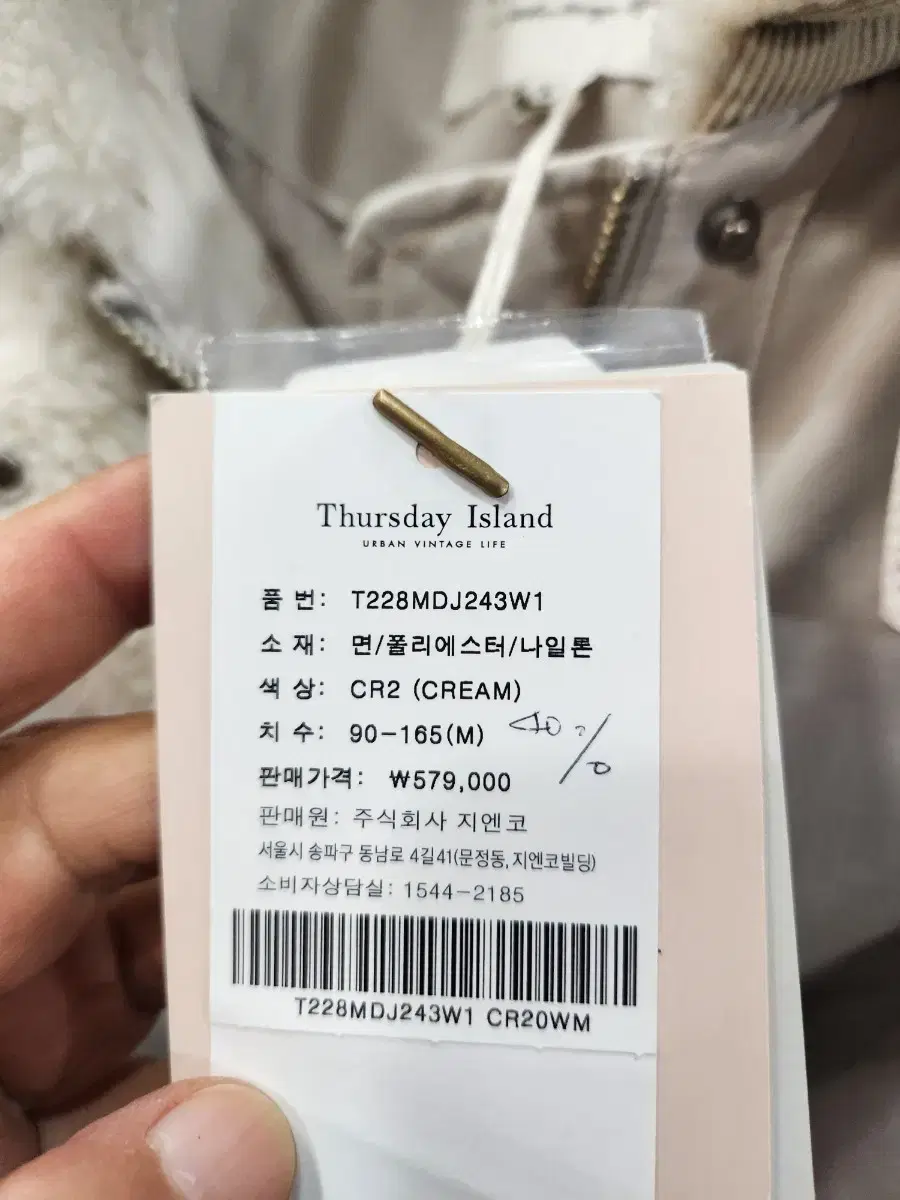 Thursday Island
URBAN VINTAGE LIFE
품 번: T228MDJ243W1
소 재: 면/폴리에스터/나일론
색 상: CR2 (CREAM)
치 수: 90-165(M) 40%
판매가격: ₩579,000
판매원: 주식회사 지엔코
서울시 송파구 동남로 4길41(문정동, 지엔코빌딩)
소비자상담실: 1544-2185
T228MDJ243W1 CR20WM